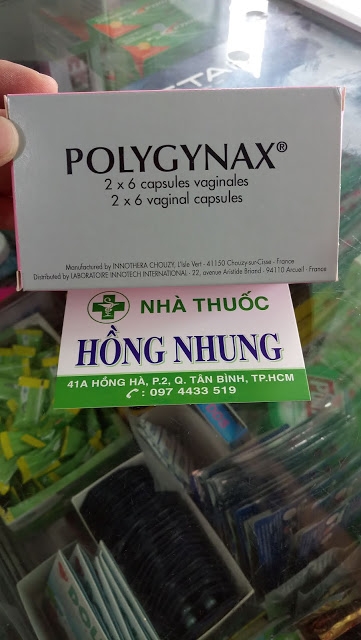 POLYGYNAX®
2 x 6 capsules vaginales
2 x 6 vaginal capsules
Manufactured by INNOTHERA CHOUZY, L'isle Vert - 41150 Chouzy-sur-Cisse - France
Distributed by LABORATOIRE INNOTECH INTERNATIONAL - 22, avenue Aristide Briand - 94110 Arcueil - France
NHÀ THUỐC
HỒNG NHUNG
41A HỒNG HÀ, P.2, Q. TÂN BÌNH, TP.HCM
: 097 4433 519